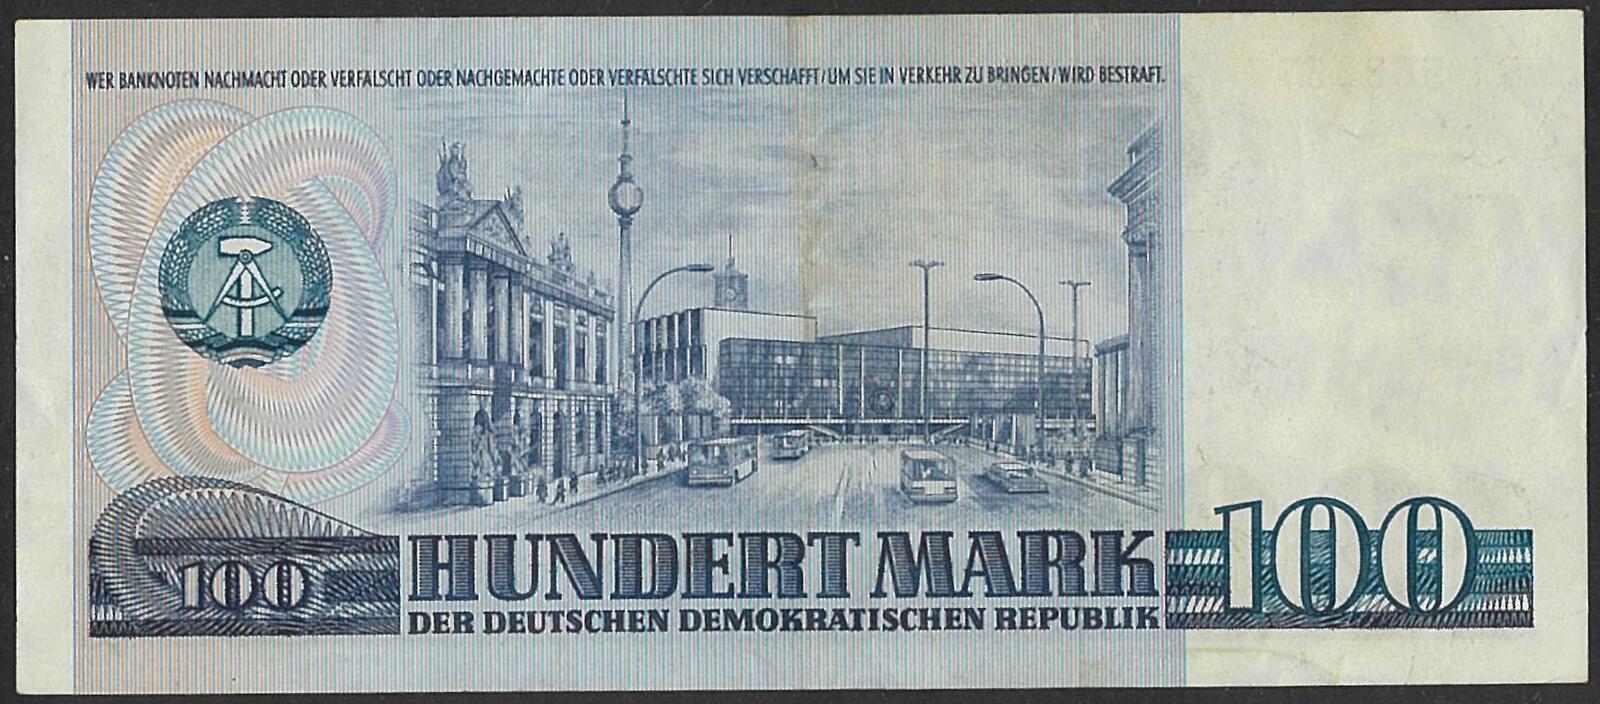 WER BANKNOTEN NACHMACHT ODER VERFÄLSCHT ODER NACHGEMACHTE ODER VERFÄLSCHTE SICH VERSCHAFFT/UM SIE IN VERKEHR ZU BRINGEN/WIRD BESTRAFT.
100
HUNDERT MARK
DER DEUTSCHEN DEMOKRATISCHEN REPUBLIK
100